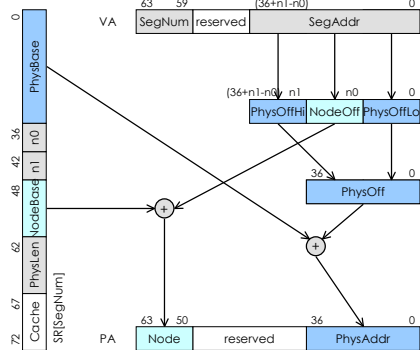 63 59 (36+n1-n0) 0
VA SegNum reserved SegAddr
(36+n1-n0) n1 n0 0
PhysOffHi NodeOff PhysOffLo
36 0
PhysOff
+
+
63 50 36 0
PA Node reserved PhysAddr
0
PhysBase
36
n0
42
n1
48
NodeBase
62
PhysLen
67
Cache
72
SR[SegNum]